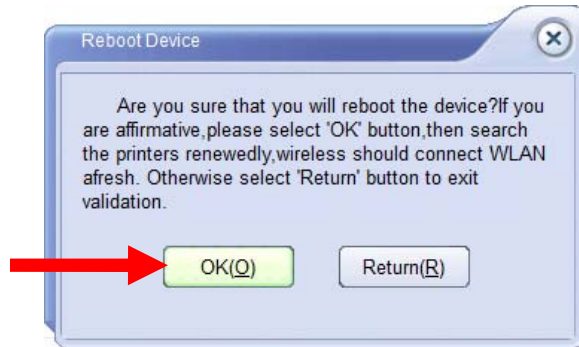 Reboot Device
Are you sure that you will reboot the device?If you
are affirmative,please select 'OK' button,then search
the printers renewedly,wireless should connect WLAN
afresh. Otherwise select 'Return' button to exit
validation.
OK(O)
Return(R)